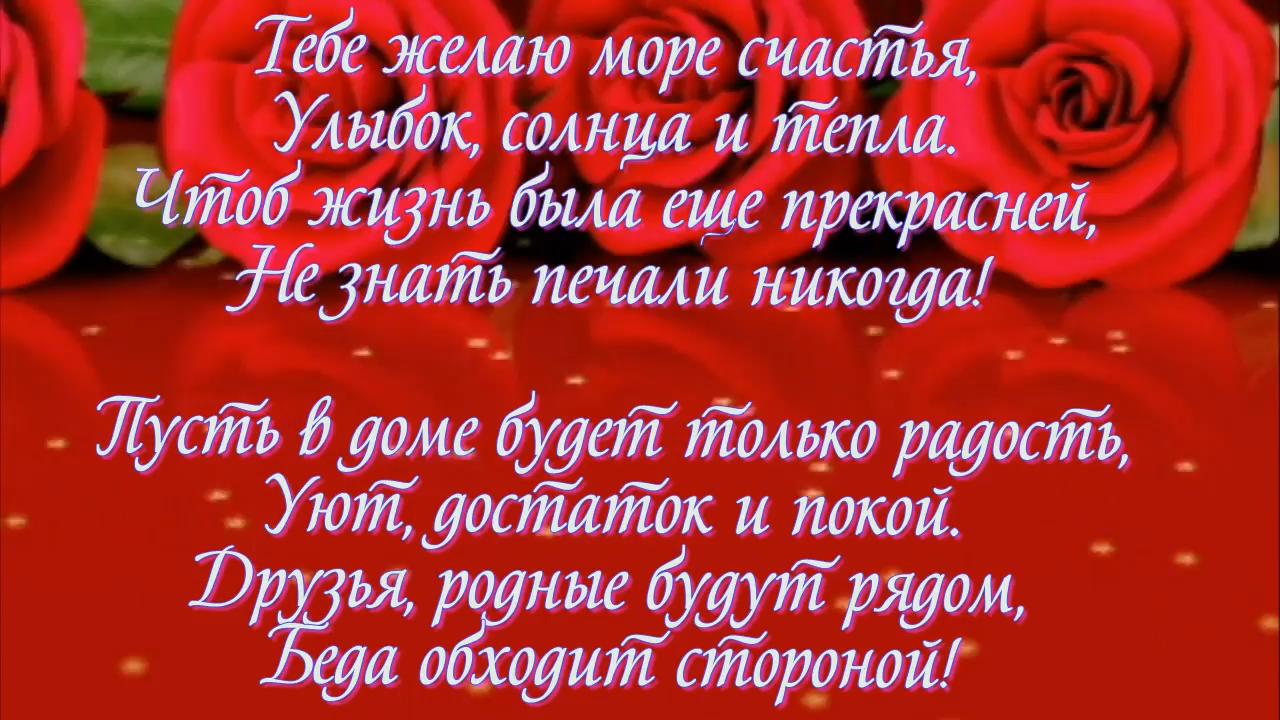 Тебе желаю море счастья,
Улыбок, солнца и тепла.
Чтоб жизнь была еще прекрасней,
Не знать печали никогда!
Пусть в доме будет только радость,
Уют, достаток и покой.
Друзья, родные будут рядом,
Беда обходит стороной!